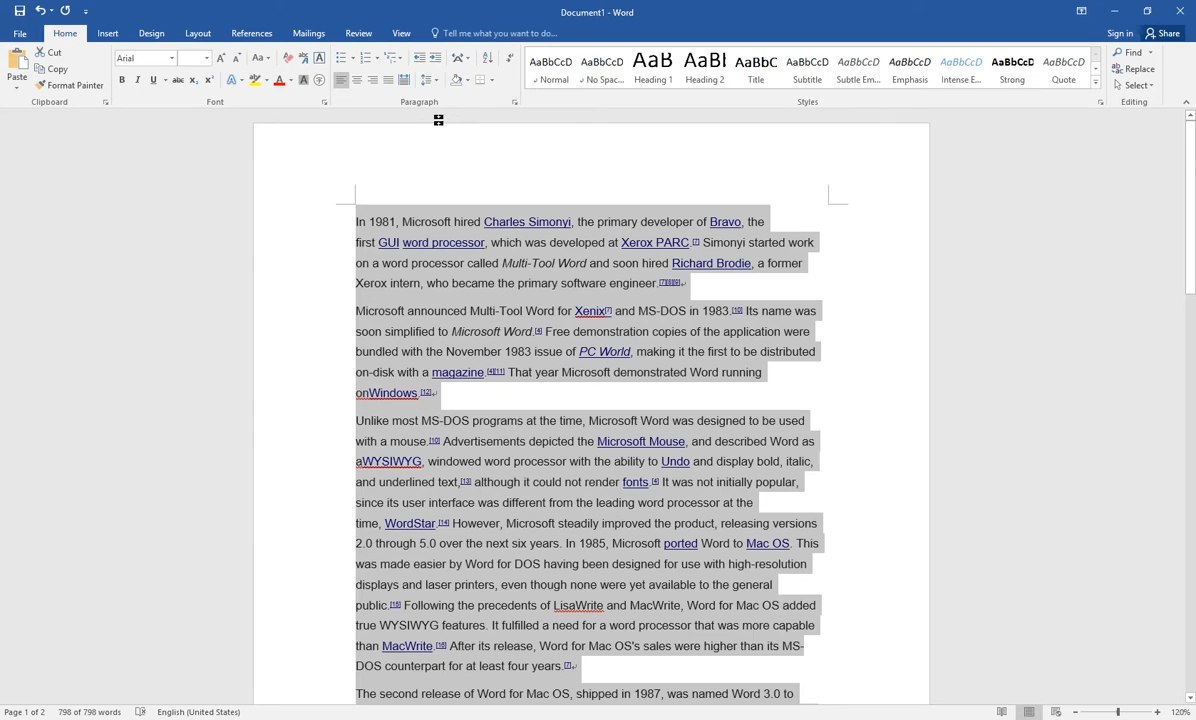 Document1 - Word
File Home Insert Design Layout References Mailings Review View Tell me what you want to do... Sign in Share
Paste Cut Copy Format Painter Clipboard
Arial Font
Paragraph
AaBbCcD Normal AaBbCcD No Spac... AaB Heading 1 AaBl Heading 2 AaBbC Title AaBbCcD Subtitle AaBbCcD Subtle Em... AaBbCcD Emphasis AaBbCcD Intense E... AaBbCcD Strong AaBbCcD Quote Styles
Find Replace Select Editing
In 1981, Microsoft hired Charles Simonyi, the primary developer of Bravo, the
first GUI word processor, which was developed at Xerox PARC.[7] Simonyi started work
on a word processor called Multi-Tool Word and soon hired Richard Brodie, a former
Xerox intern, who became the primary software engineer.[7][8][9]
Microsoft announced Multi-Tool Word for Xenix[7] and MS-DOS in 1983.[10] Its name was
soon simplified to Microsoft Word.[4] Free demonstration copies of the application were
bundled with the November 1983 issue of PC World, making it the first to be distributed
on-disk with a magazine.[4][11] That year Microsoft demonstrated Word running
onWindows.[12]
Unlike most MS-DOS programs at the time, Microsoft Word was designed to be used
with a mouse.[10] Advertisements depicted the Microsoft Mouse, and described Word as
aWYSIWYG, windowed word processor with the ability to Undo and display bold, italic,
and underlined text,[13] although it could not render fonts.[4] It was not initially popular,
since its user interface was different from the leading word processor at the
time, WordStar.[14] However, Microsoft steadily improved the product, releasing versions
2.0 through 5.0 over the next six years. In 1985, Microsoft ported Word to Mac OS. This
was made easier by Word for DOS having been designed for use with high-resolution
displays and laser printers, even though none were yet available to the general
public.[15] Following the precedents of LisaWrite and MacWrite, Word for Mac OS added
true WYSIWYG features. It fulfilled a need for a word processor that was more capable
than MacWrite.[16] After its release, Word for Mac OS's sales were higher than its MS-
DOS counterpart for at least four years.[7]
The second release of Word for Mac OS, shipped in 1987, was named Word 3.0 to
Page 1 of 2 798 of 798 words English (United States) 120%